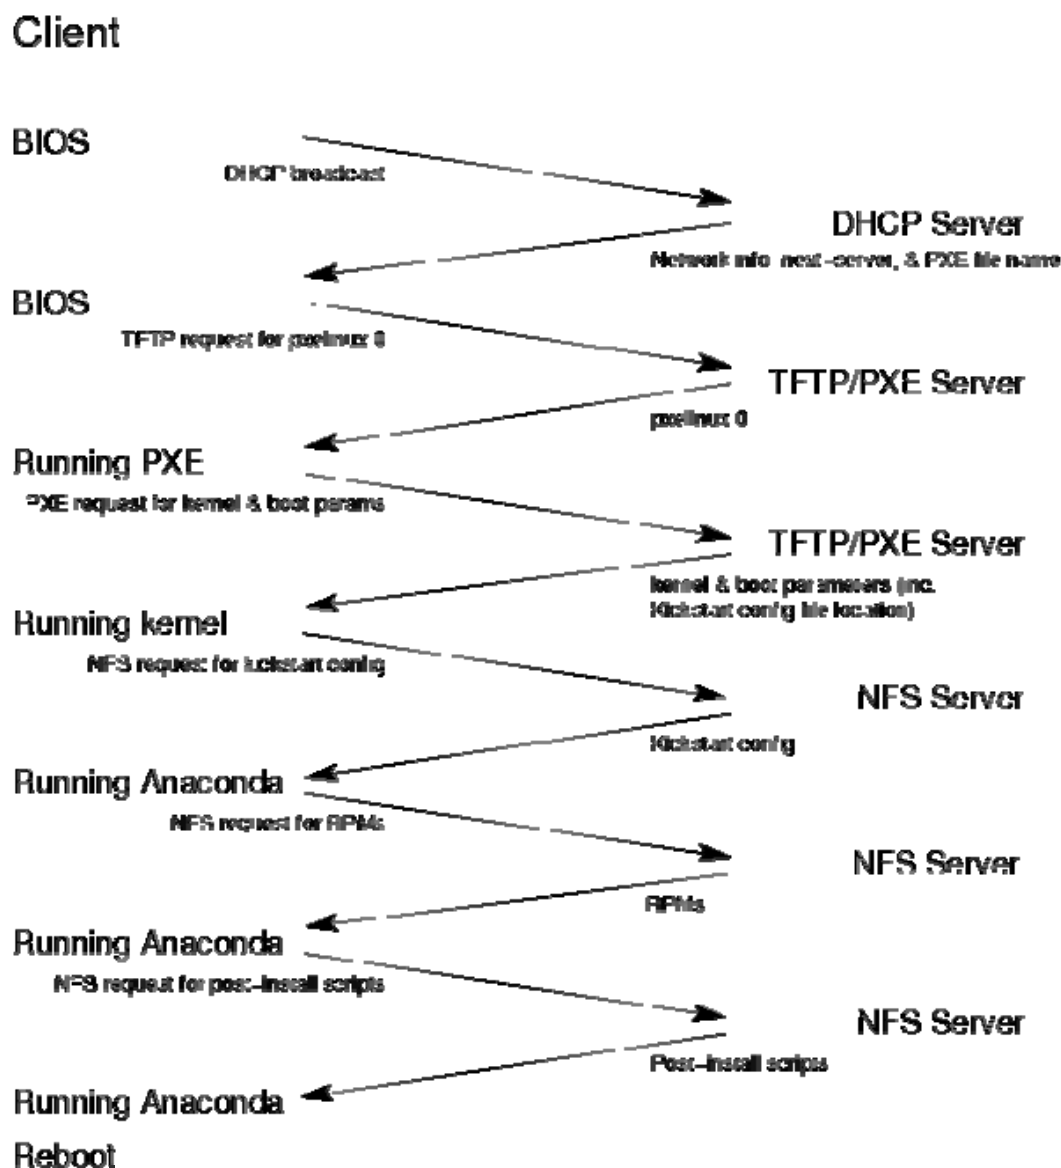 Client
BIOS
DHCP broadcast
DHCP Server
Network info, next-server, & PXE file name
BIOS
TFTP request for pxelinux 0
TFTP/PXE Server
pxelinux 0
Running PXE
PXE request for kernel & boot params
TFTP/PXE Server
kernel & boot parameters (inc.
Kickstart config file location)
Running kernel
NFS request for kickstart config
NFS Server
Kickstart config
Running Anaconda
NFS request for RPMs
NFS Server
RPMs
Running Anaconda
NFS request for post-install scripts
NFS Server
Post-install scripts
Running Anaconda
Reboot